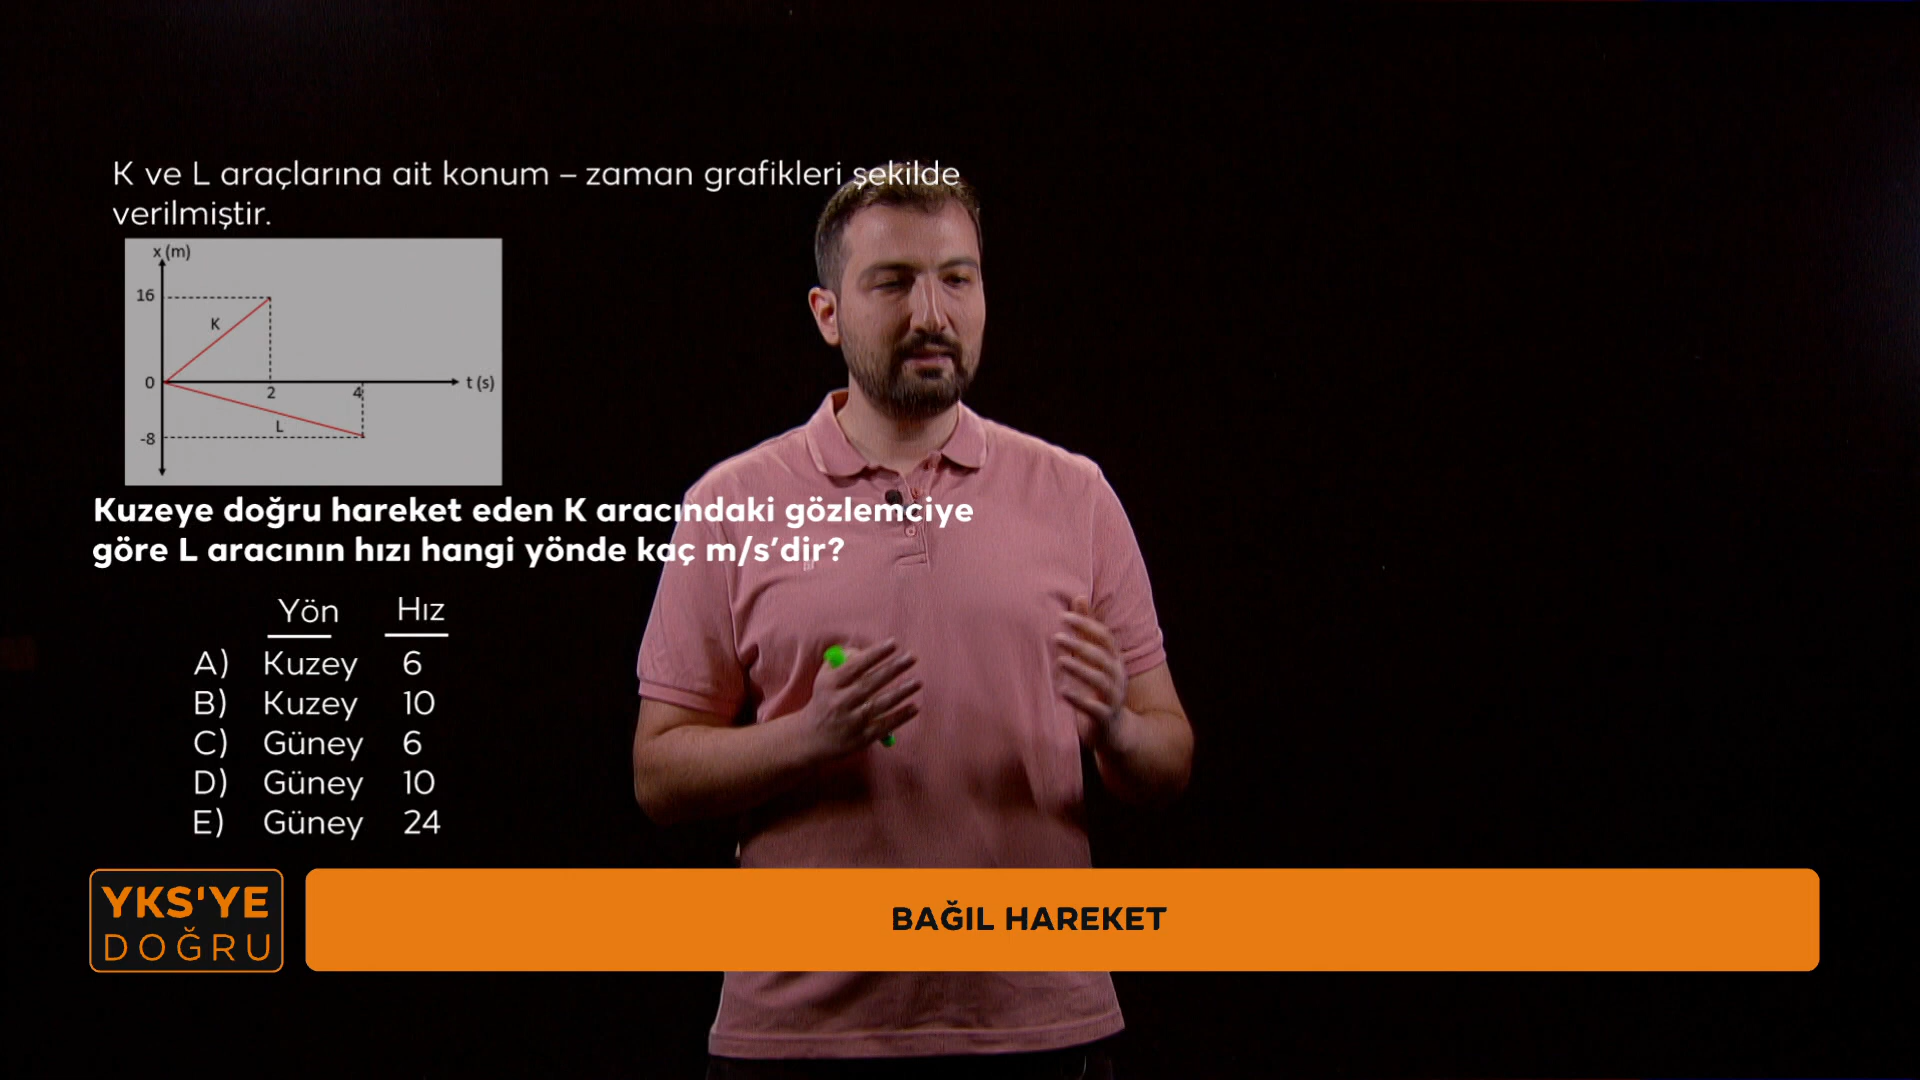 K ve L araçlarına ait konum – zaman grafikleri şekilde
verilmiştir.
x (m)
16
K
0
2
4
t (s)
L
-8
Kuzeye doğru hareket eden K aracındaki gözlemciye
göre L aracının hızı hangi yönde kaç m/s'dir?
Yön Hız
A) Kuzey 6
B) Kuzey 10
C) Güney 6
D) Güney 10
E) Güney 24
YKS'YE
DOĞRU
BAĞIL HAREKET